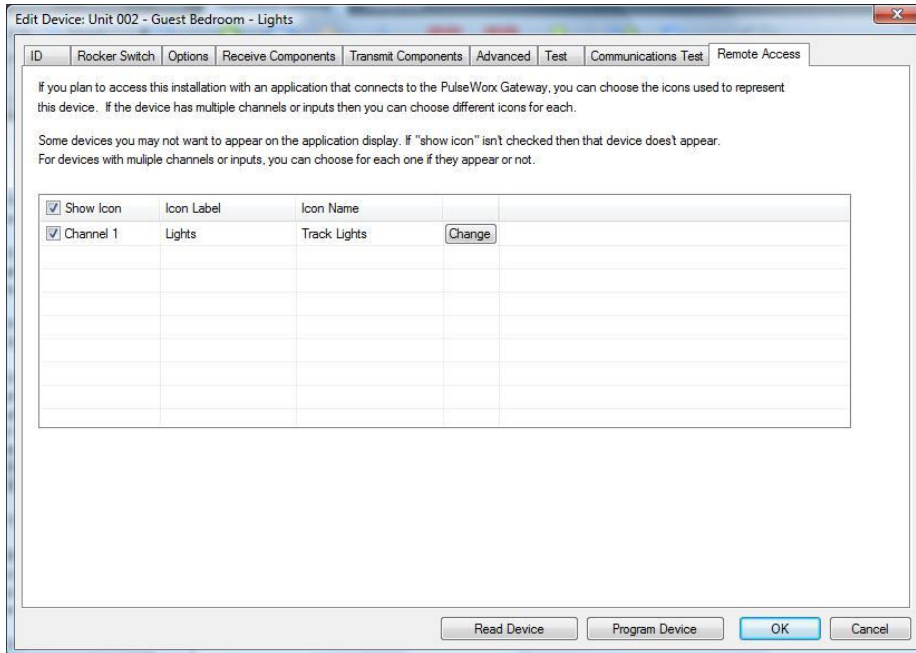 Edit Device: Unit 002 - Guest Bedroom - Lights
ID Rocker Switch Options Receive Components Transmit Components Advanced Test Communications Test Remote Access
If you plan to access this installation with an application that connects to the PulseWorx Gateway, you can choose the icons used to represent
this device. If the device has multiple channels or inputs then you can choose different icons for each.
Some devices you may not want to appear on the application display. If "show icon" isn't checked then that device does't appear.
For devices with muliple channels or inputs, you can choose for each one if they appear or not.
Show Icon Icon Label Icon Name
Channel 1 Lights Track Lights Change
Read Device Program Device OK Cancel